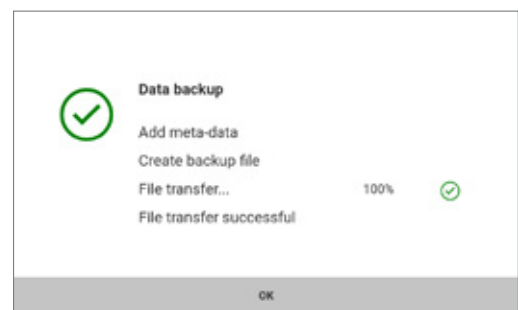 Data backup
Add meta-data
Create backup file
File transfer... 100%
File transfer successful
OK